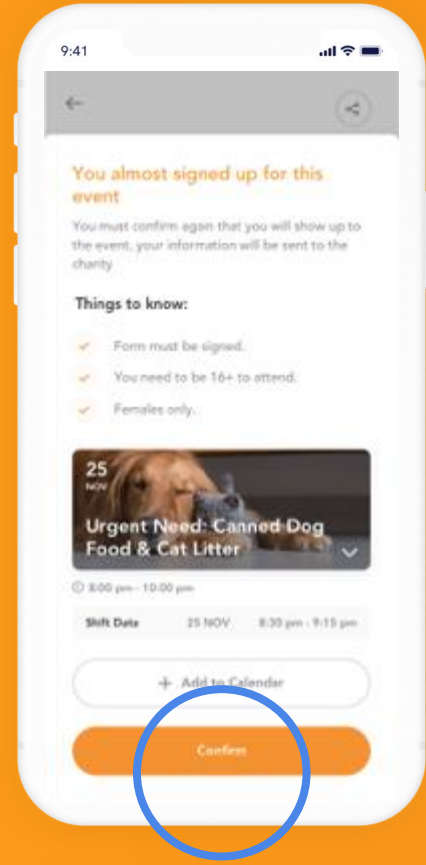 9:41
You almost signed up for this
event
You must confirm again that you will show up to
the event, your information will be sent to the
charity
Things to know:
Form must be signed.
You need to be 16+ to attend.
Females only.
25
NOV
Urgent Need: Canned Dog
Food & Cat Litter
8:00 pm - 10:00 pm
Shift Date 25 NOV 8:30 pm - 9:15 pm
+ Add to Calendar
Confirm